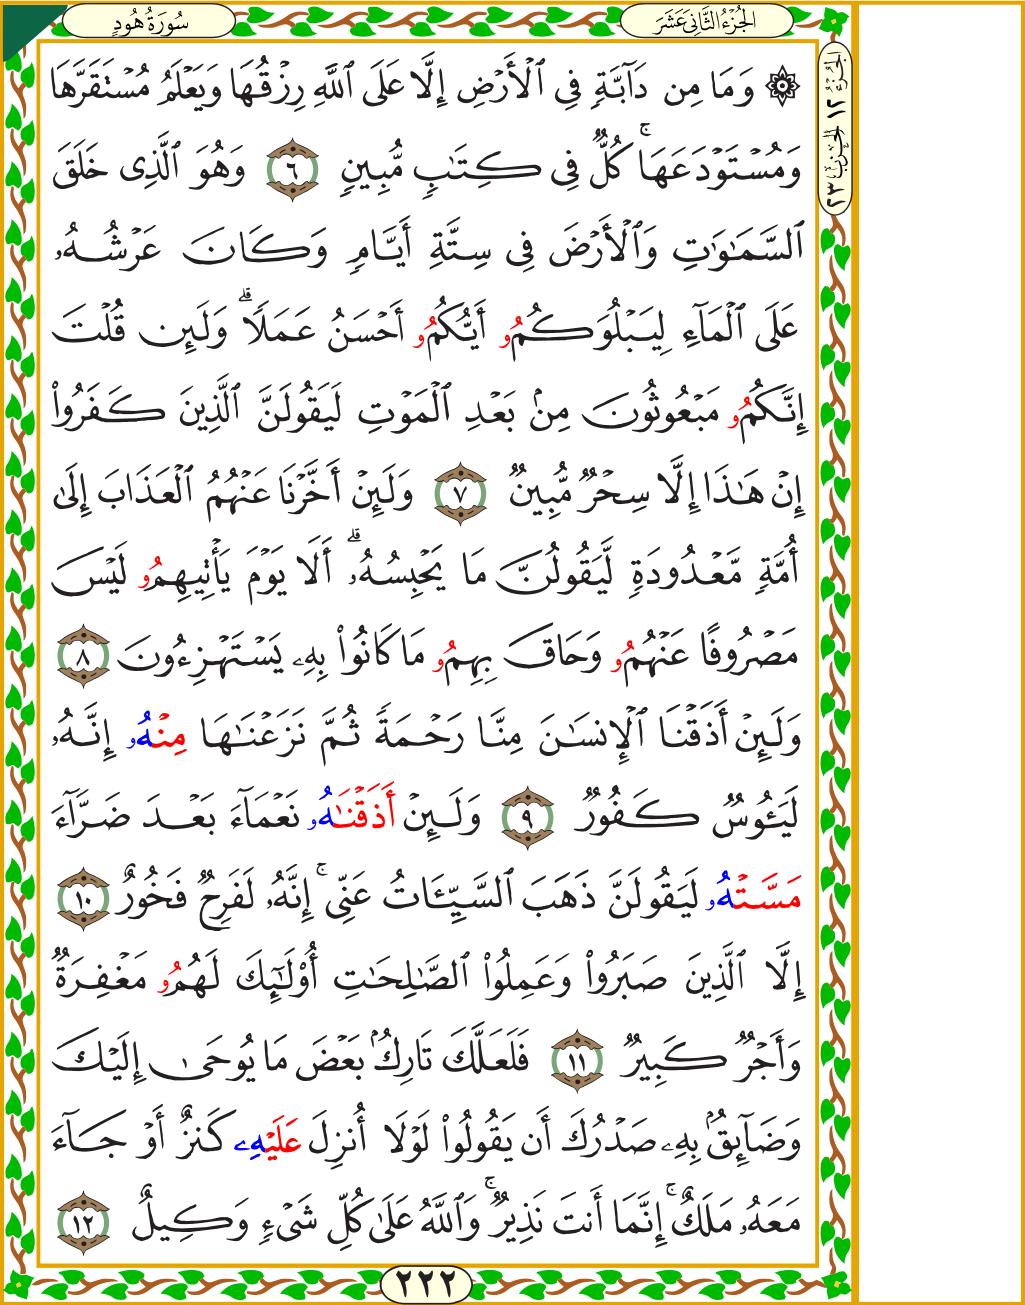 سُورَةُ هُودٍ
الجُزْءُ الثَّانِي عَشَرَ
الجزء ١٢ الحزب ٢٣
۞ وَمَا مِن دَآبَّةٍ فِي ٱلْأَرْضِ إِلَّا عَلَى ٱللَّهِ رِزْقُهَا وَيَعْلَمُ مُسْتَقَرَّهَا
وَمُسْتَوْدَعَهَا ۚ كُلٌّ فِي كِتَٰبٍ مُّبِينٍ ٦ وَهُوَ ٱلَّذِى خَلَقَ
ٱلسَّمَٰوَٰتِ وَٱلْأَرْضَ فِي سِتَّةِ أَيَّامٍ وَكَانَ عَرْشُهُۥ
عَلَى ٱلْمَآءِ لِيَبْلُوَكُمُۥ أَيُّكُمُۥ أَحْسَنُ عَمَلًا ۗ وَلَئِن قُلْتَ
إِنَّكُمُۥ مَبْعُوثُونَ مِنۢ بَعْدِ ٱلْمَوْتِ لَيَقُولَنَّ ٱلَّذِينَ كَفَرُوا۟
إِنْ هَٰذَا إِلَّا سِحْرٌ مُّبِينٌ ٧ وَلَئِنْ أَخَّرْنَا عَنْهُمُ ٱلْعَذَابَ إِلَىٰ
أُمَّةٍ مَّعْدُودَةٍ لَّيَقُولُنَّ مَا يَحْبِسُهُۥ ۗ أَلَا يَوْمَ يَأْتِيهِمُۥ لَيْسَ
مَصْرُوفًا عَنْهُمُۥ وَحَاقَ بِهِمُۥ مَا كَانُوا۟ بِهِۦ يَسْتَهْزِءُونَ ٨
وَلَئِنْ أَذَقْنَا ٱلْإِنسَٰنَ مِنَّا رَحْمَةً ثُمَّ نَزَعْنَٰهَا مِنْهُۥ إِنَّهُۥ
لَيَـُٔوسٌ كَفُورٌ ٩ وَلَئِنْ أَذَقْنَٰهُۥ نَعْمَآءَ بَعْدَ ضَرَّآءَ
مَسَّتْهُۥ لَيَقُولَنَّ ذَهَبَ ٱلسَّيِّـَٔاتُ عَنِّي ۚ إِنَّهُۥ لَفَرِحٌ فَخُورٌ ١٠
إِلَّا ٱلَّذِينَ صَبَرُوا۟ وَعَمِلُوا۟ ٱلصَّٰلِحَٰتِ أُو۟لَٰٓئِكَ لَهُمُۥ مَغْفِرَةٌ
وَأَجْرٌ كَبِيرٌ ١١ فَلَعَلَّكَ تَارِكٌۢ بَعْضَ مَا يُوحَىٰ إِلَيْكَ
وَضَآئِقٌۢ بِهِۦ صَدْرُكَ أَن يَقُولُوا۟ لَوْلَا أُنزِلَ عَلَيْهِۦ كَنزٌ أَوْ جَآءَ
مَعَهُۥ مَلَكٌ ۚ إِنَّمَا أَنتَ نَذِيرٌ ۚ وَٱللَّهُ عَلَىٰ كُلِّ شَىْءٍ وَكِيلٌ ١٢
٢٢٢